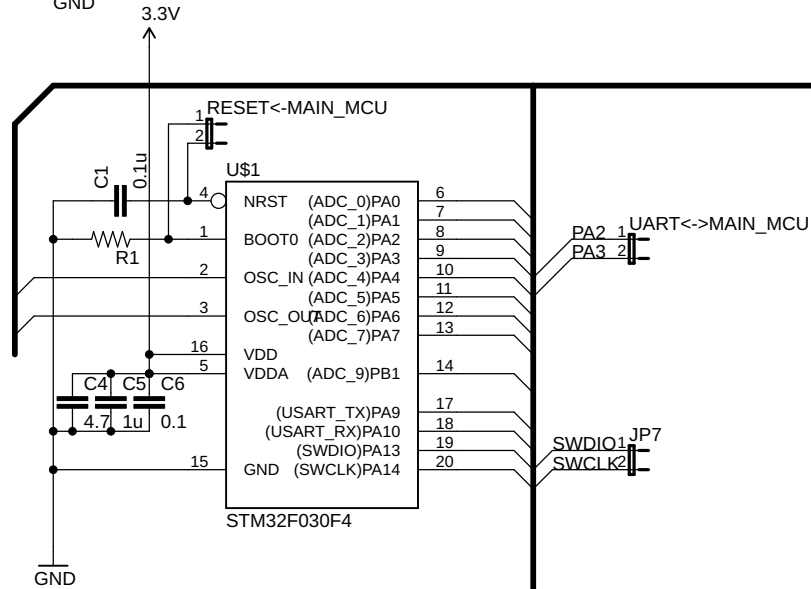 GND
3.3V
RESET<-MAIN_MCU
1
2
C1
0.1u
U$1
4
NRST
(ADC_0)PA0
6
(ADC_1)PA1
7
1
BOOT0
(ADC_2)PA2
8
R1
(ADC_3)PA3
9
2
OSC_IN
(ADC_4)PA4
10
(ADC_5)PA5
11
3
OSC_OUT
(ADC_6)PA6
12
(ADC_7)PA7
13
16
VDD
5
VDDA
(ADC_9)PB1
14
C4
C5
C6
4.7
1u
0.1
(USART_TX)PA9
17
(USART_RX)PA10
18
(SWDIO)PA13
19
15
GND
(SWCLK)PA14
20
STM32F030F4
GND
UART<->MAIN_MCU
PA2 1
PA3 2
JP7
SWDIO 1
SWCLK 2